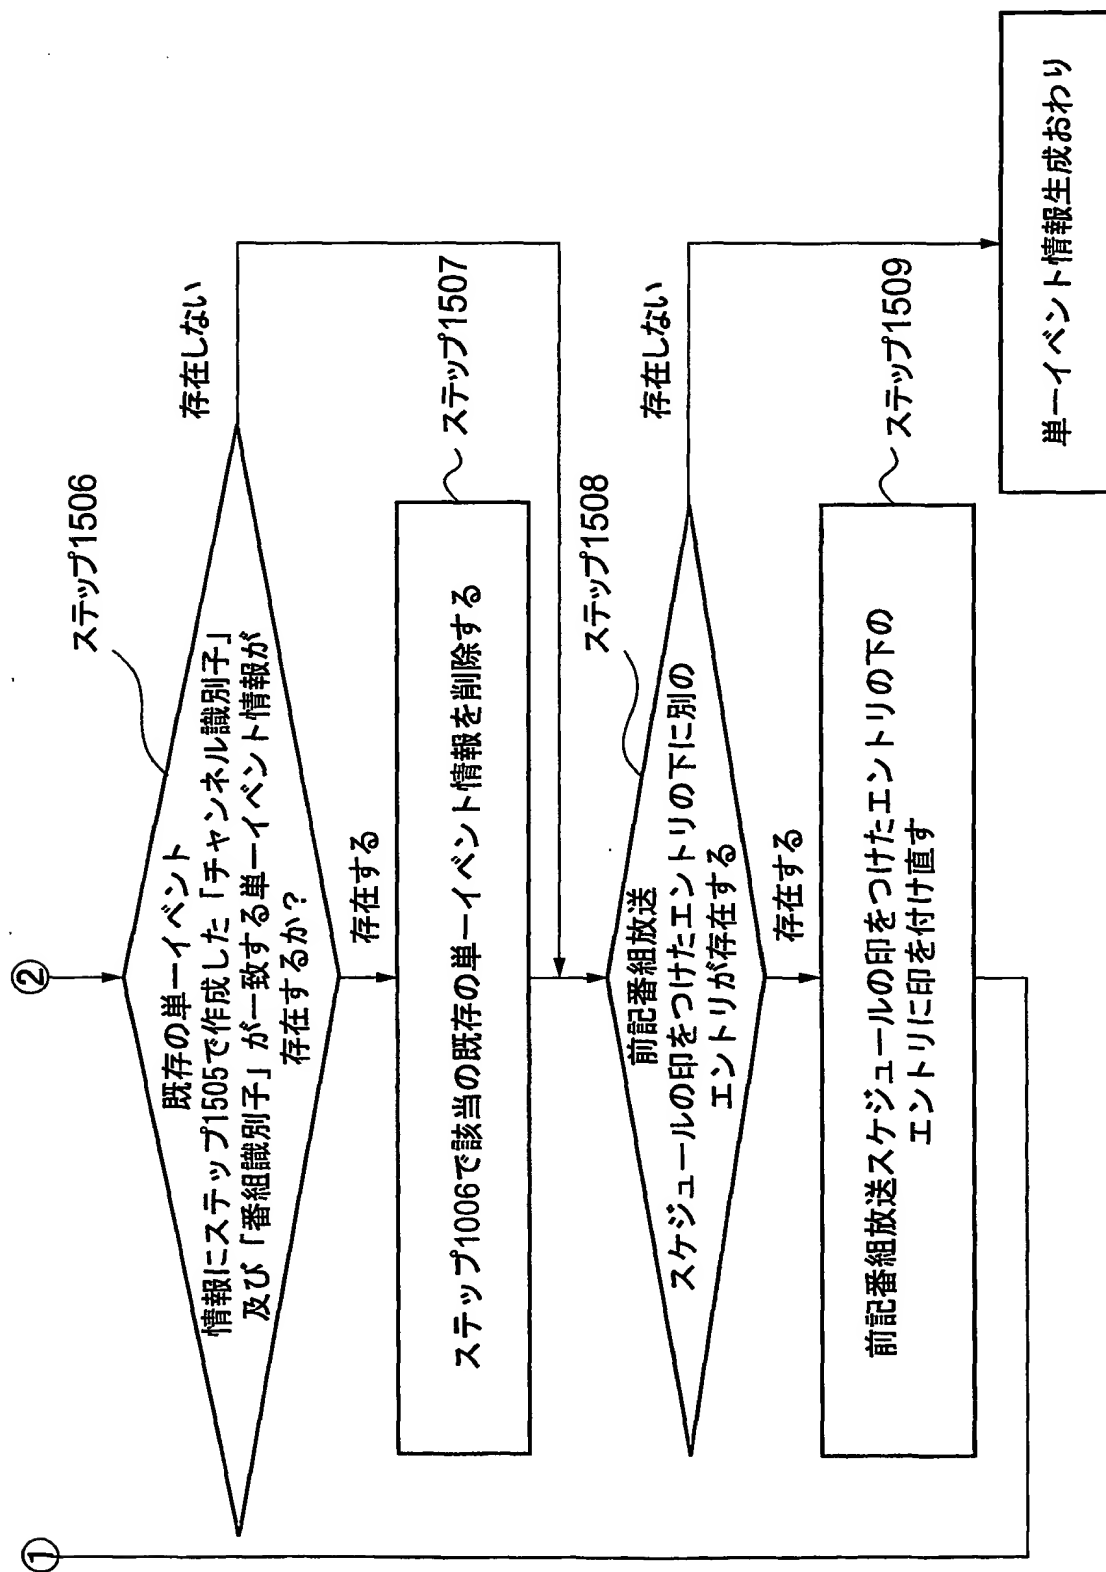 ①
②
ステップ1506
既存の単一イベント
情報にステップ1505で作成した「チャンネル識別子」
及び「番組識別子」が一致する単一イベント情報が
存在するか？
存在しない
存在する
ステップ1507
ステップ1006で該当の既存の単一イベント情報を削除する
ステップ1508
前記番組放送
スケジュールの印をつけたエントリの下に別の
エントリが存在する
存在しない
存在する
ステップ1509
前記番組放送スケジュールの印をつけたエントリの下の
エントリに印を付け直す
単一イベント情報生成おわり